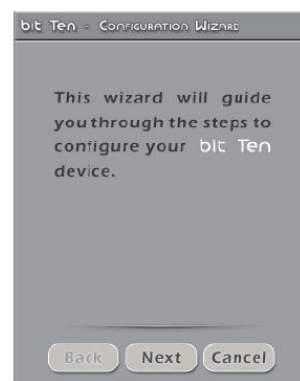 bit Ten - Configuration Wizard
This wizard will guide
you through the steps to
configure your bit Ten
device.
Back Next Cancel